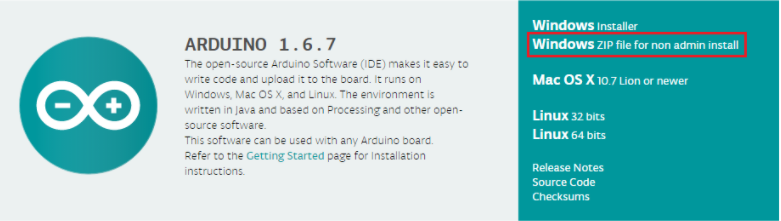 ARDUINO 1.6.7
The open-source Arduino Software (IDE) makes it easy to
write code and upload it to the board. It runs on
Windows, Mac OS X, and Linux. The environment is
written in Java and based on Processing and other open-
source software.
This software can be used with any Arduino board.
Refer to the Getting Started page for Installation
instructions.
Windows Installer
Windows ZIP file for non admin install
Mac OS X 10.7 Lion or newer
Linux 32 bits
Linux 64 bits
Release Notes
Source Code
Checksums